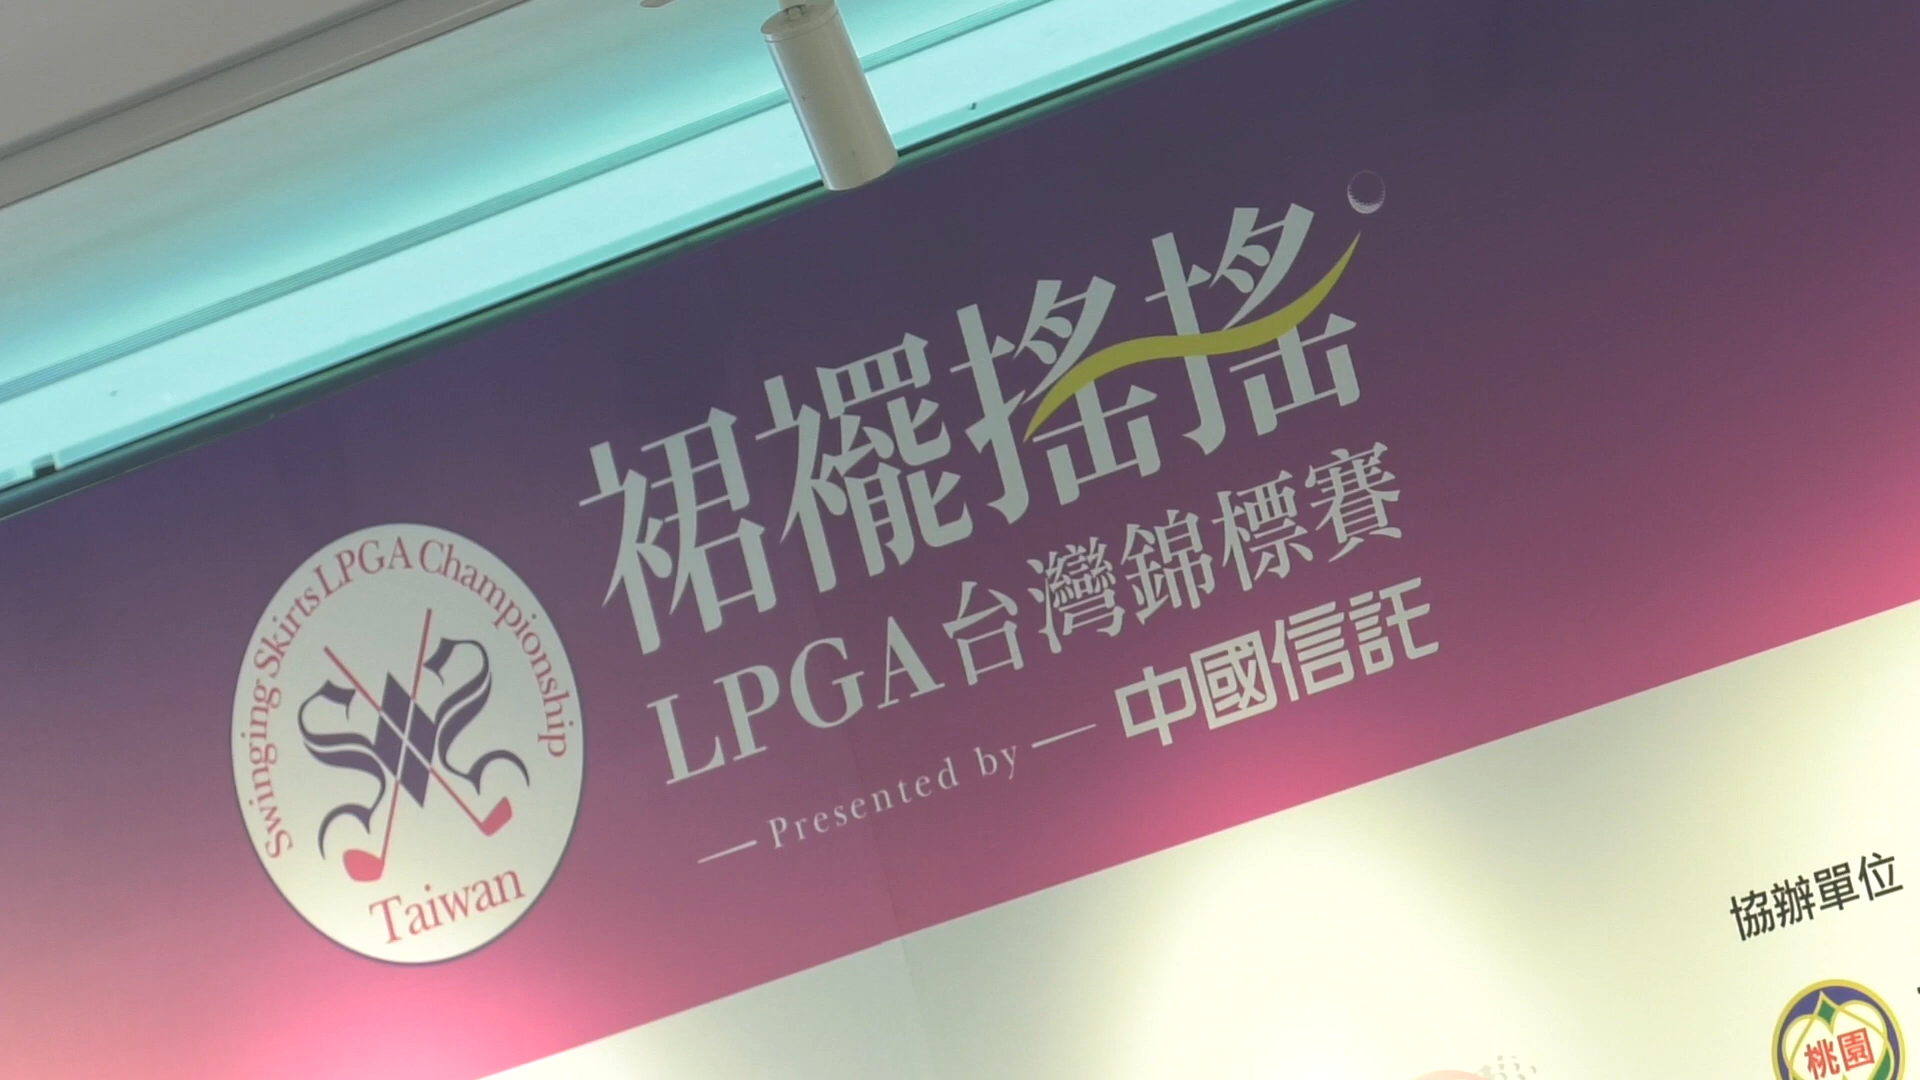 Swinging Skirts LPGA Championship
Taiwan
裙襬搖搖
LPGA台灣錦標賽
Presented by
中國信託
協辦單位
桃園